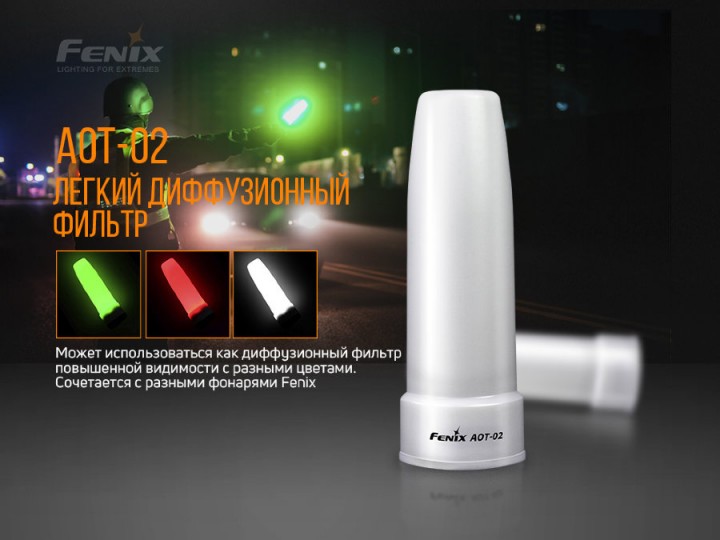 FENIX
LIGHTING FOR EXTREMES
AOT-02
ЛЕГКИЙ ДИФФУЗИОННЫЙ
ФИЛЬТР
Может использоваться как диффузионный фильтр
повышенной видимости с разными цветами.
Сочетается с разными фонарями Fenix
FENIX AOT-02